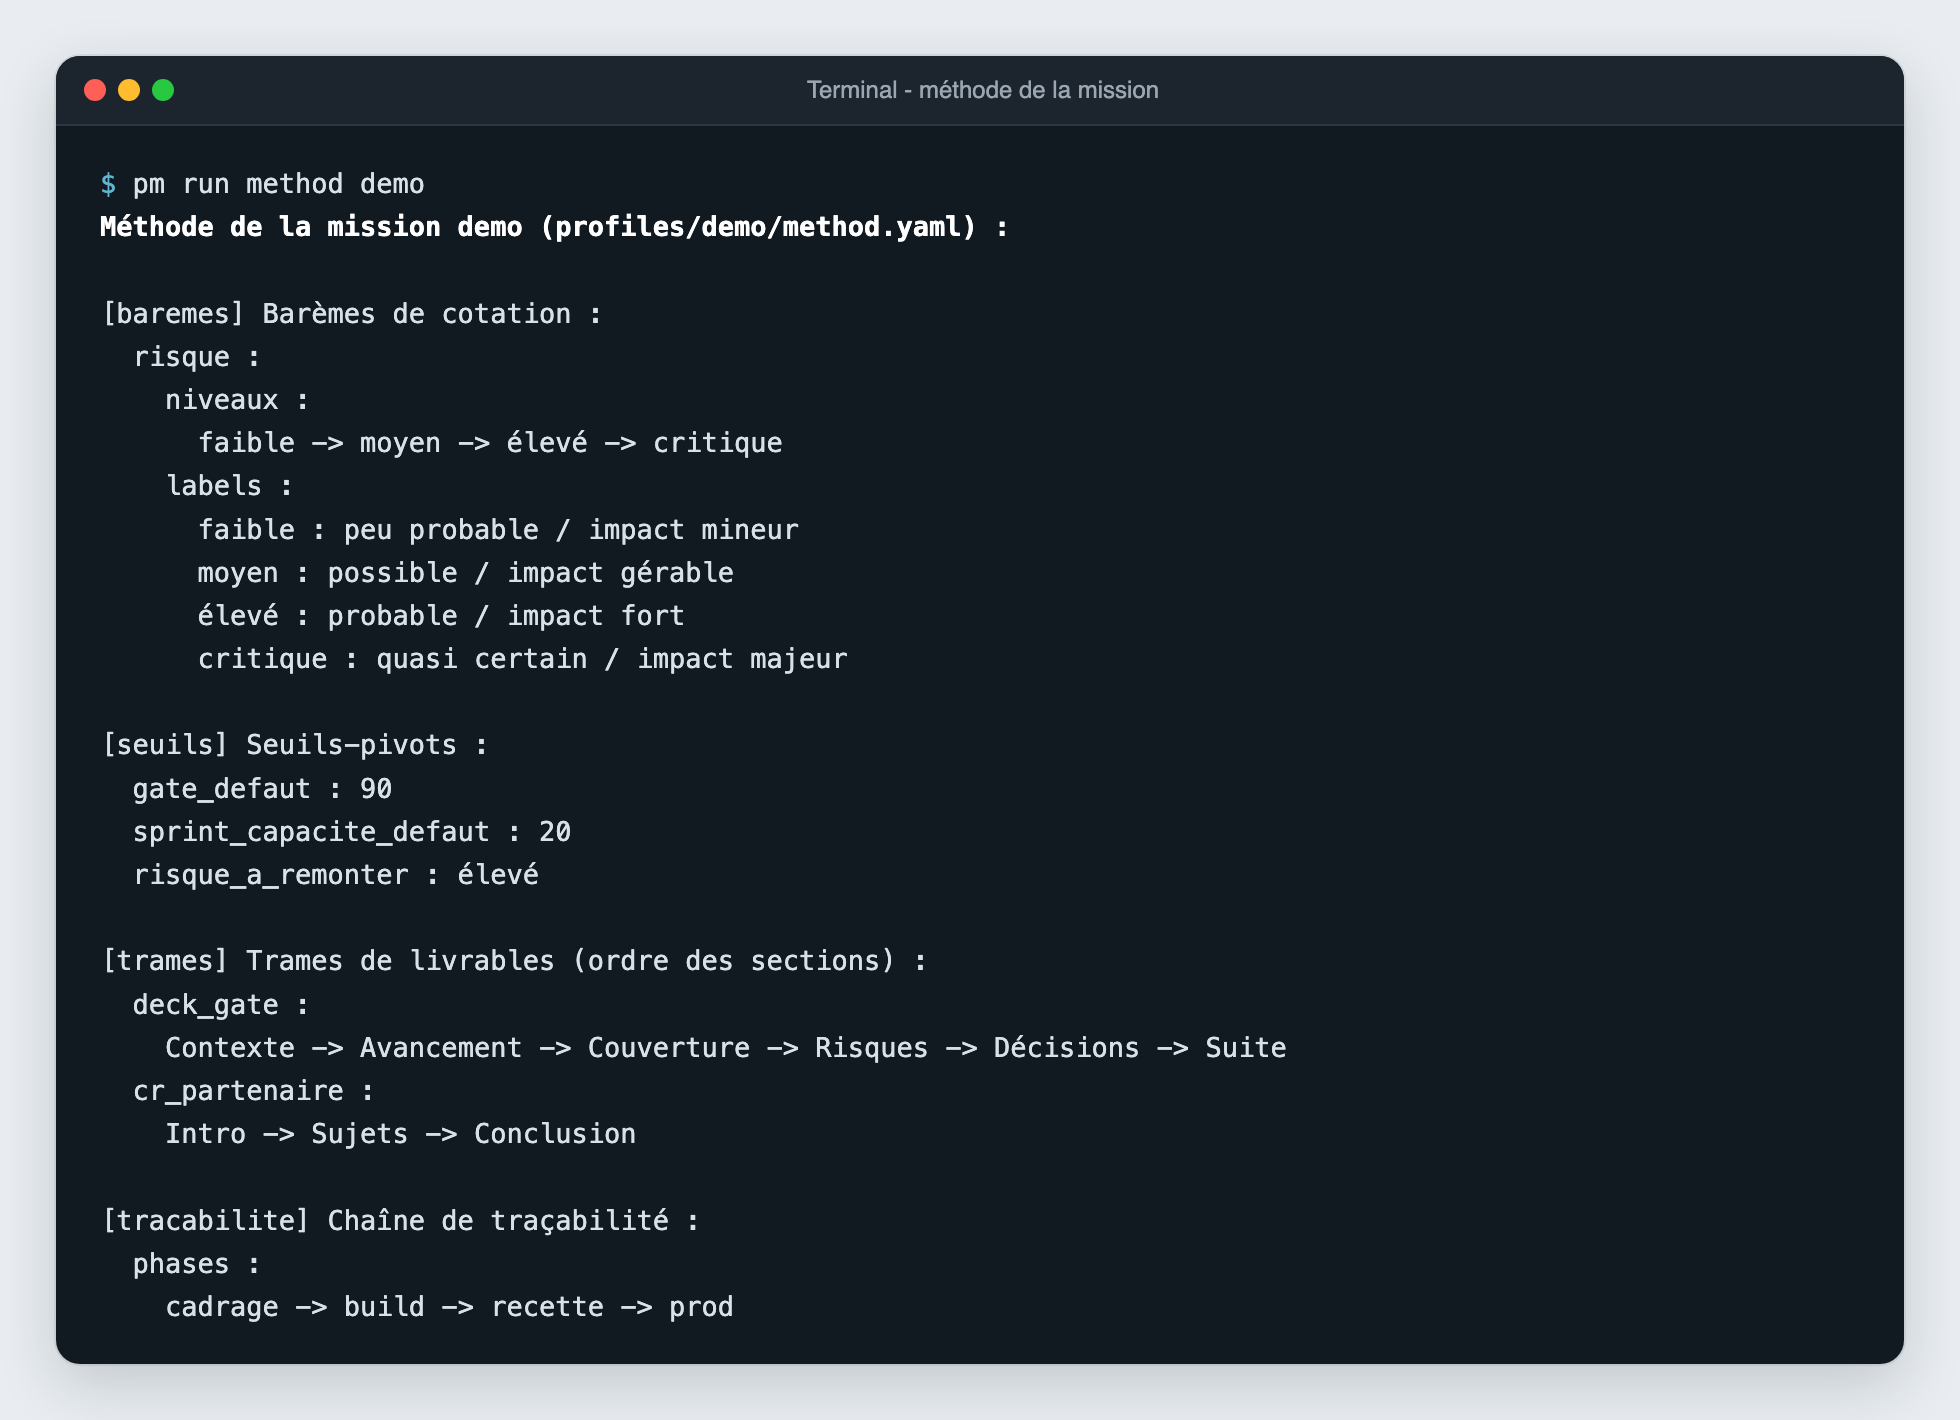 Terminal - méthode de la mission
$ pm run method demo
Méthode de la mission demo (profiles/demo/method.yaml) :
[baremes] Barèmes de cotation :
risque :
niveaux :
faible -> moyen -> élevé -> critique
labels :
faible : peu probable / impact mineur
moyen : possible / impact gérable
élevé : probable / impact fort
critique : quasi certain / impact majeur
[seuils] Seuils-pivots :
gate_defaut : 90
sprint_capacite_defaut : 20
risque_a_remonter : élevé
[trames] Trames de livrables (ordre des sections) :
deck_gate :
Contexte -> Avancement -> Couverture -> Risques -> Décisions -> Suite
cr_partenaire :
Intro -> Sujets -> Conclusion
[tracabilite] Chaîne de traçabilité :
phases :
cadrage -> build -> recette -> prod